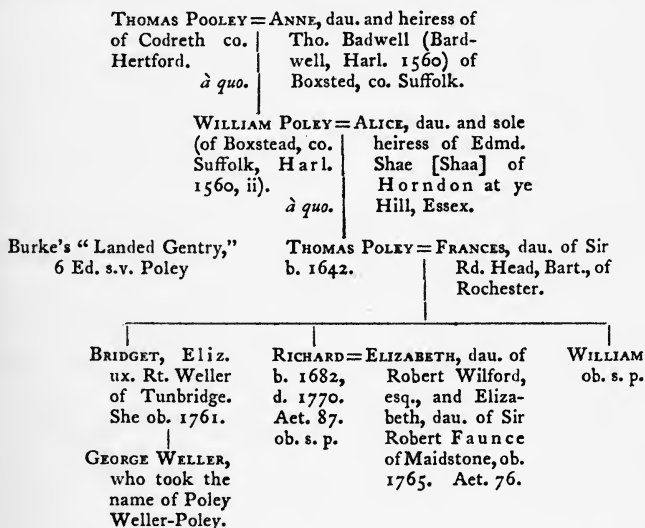 THOMAS POOLEY = ANNE, dau. and heiress of
of Codreth co. Tho. Badwell (Bard-
Hertford. well, Harl. 1560) of
à quo. Boxsted, co. Suffolk.
WILLIAM POLEY = ALICE, dau. and sole
(of Boxstead, co. heiress of Edmd.
Suffolk, Harl. Shae [Shaa] of
1560, ii). Horndon at ye
à quo. Hill, Essex.
Burke's "Landed Gentry,"
6 Ed. s.v. Poley
THOMAS POLEY = FRANCES, dau. of Sir
b. 1642. Rd. Head, Bart., of
Rochester.
BRIDGET, Eliz.
ux. Rt. Weller
of Tunbridge.
She ob. 1761.
GEORGE WELLER,
who took the
name of Poley
Weller-Poley.
RICHARD = ELIZABETH, dau. of
b. 1682, Robert Wilford,
d. 1770. esq., and Eliza-
Aet. 87. beth, dau. of Sir
ob. s. p. Robert Faunce
of Maidstone, ob.
1765. Aet. 76.
WILLIAM
ob. s. p.